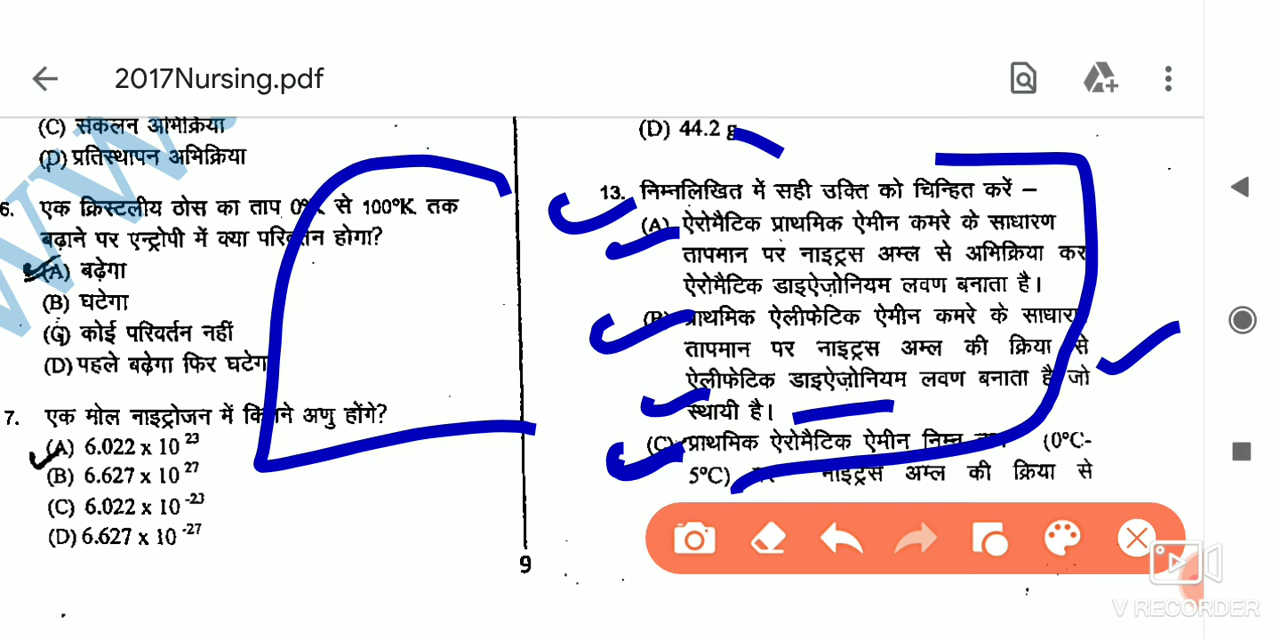 2017Nursing.pdf
(C) संकलन अभिक्रिया
(D) प्रतिस्थापन अभिक्रिया
6. एक क्रिस्टलीय ठोस का ताप 0°K से 100°K तक
बढ़ाने पर एन्ट्रोपी में क्या परिवर्तन होगा?
(A) बढ़ेगा
(B) घटेगा
(C) कोई परिवर्तन नहीं
(D) पहले बढ़ेगा फिर घटेगा
7. एक मोल नाइट्रोजन में कितने अणु होंगे?
(A) 6.022 x 10 23
(B) 6.627 x 10 27
(C) 6.022 x 10 -23
(D) 6.627 x 10 -27
(D) 44.2 g
13. निम्नलिखित में सही उक्ति को चिन्हित करें –
(A) ऐरोमैटिक प्राथमिक ऐमीन कमरे के साधारण
तापमान पर नाइट्रस अम्ल से अभिक्रिया कर
ऐरोमैटिक डाइऐज़ोनियम लवण बनाता है।
(B) प्राथमिक ऐलीफेटिक ऐमीन कमरे के साधारण
तापमान पर नाइट्रस अम्ल की क्रिया से
ऐलीफेटिक डाइऐज़ोनियम लवण बनाता है जो
स्थायी है।
(C) प्राथमिक ऐरोमैटिक ऐमीन निम्न (0°C-
5°C) पर नाइट्रस अम्ल की क्रिया से
9
V RECORDER